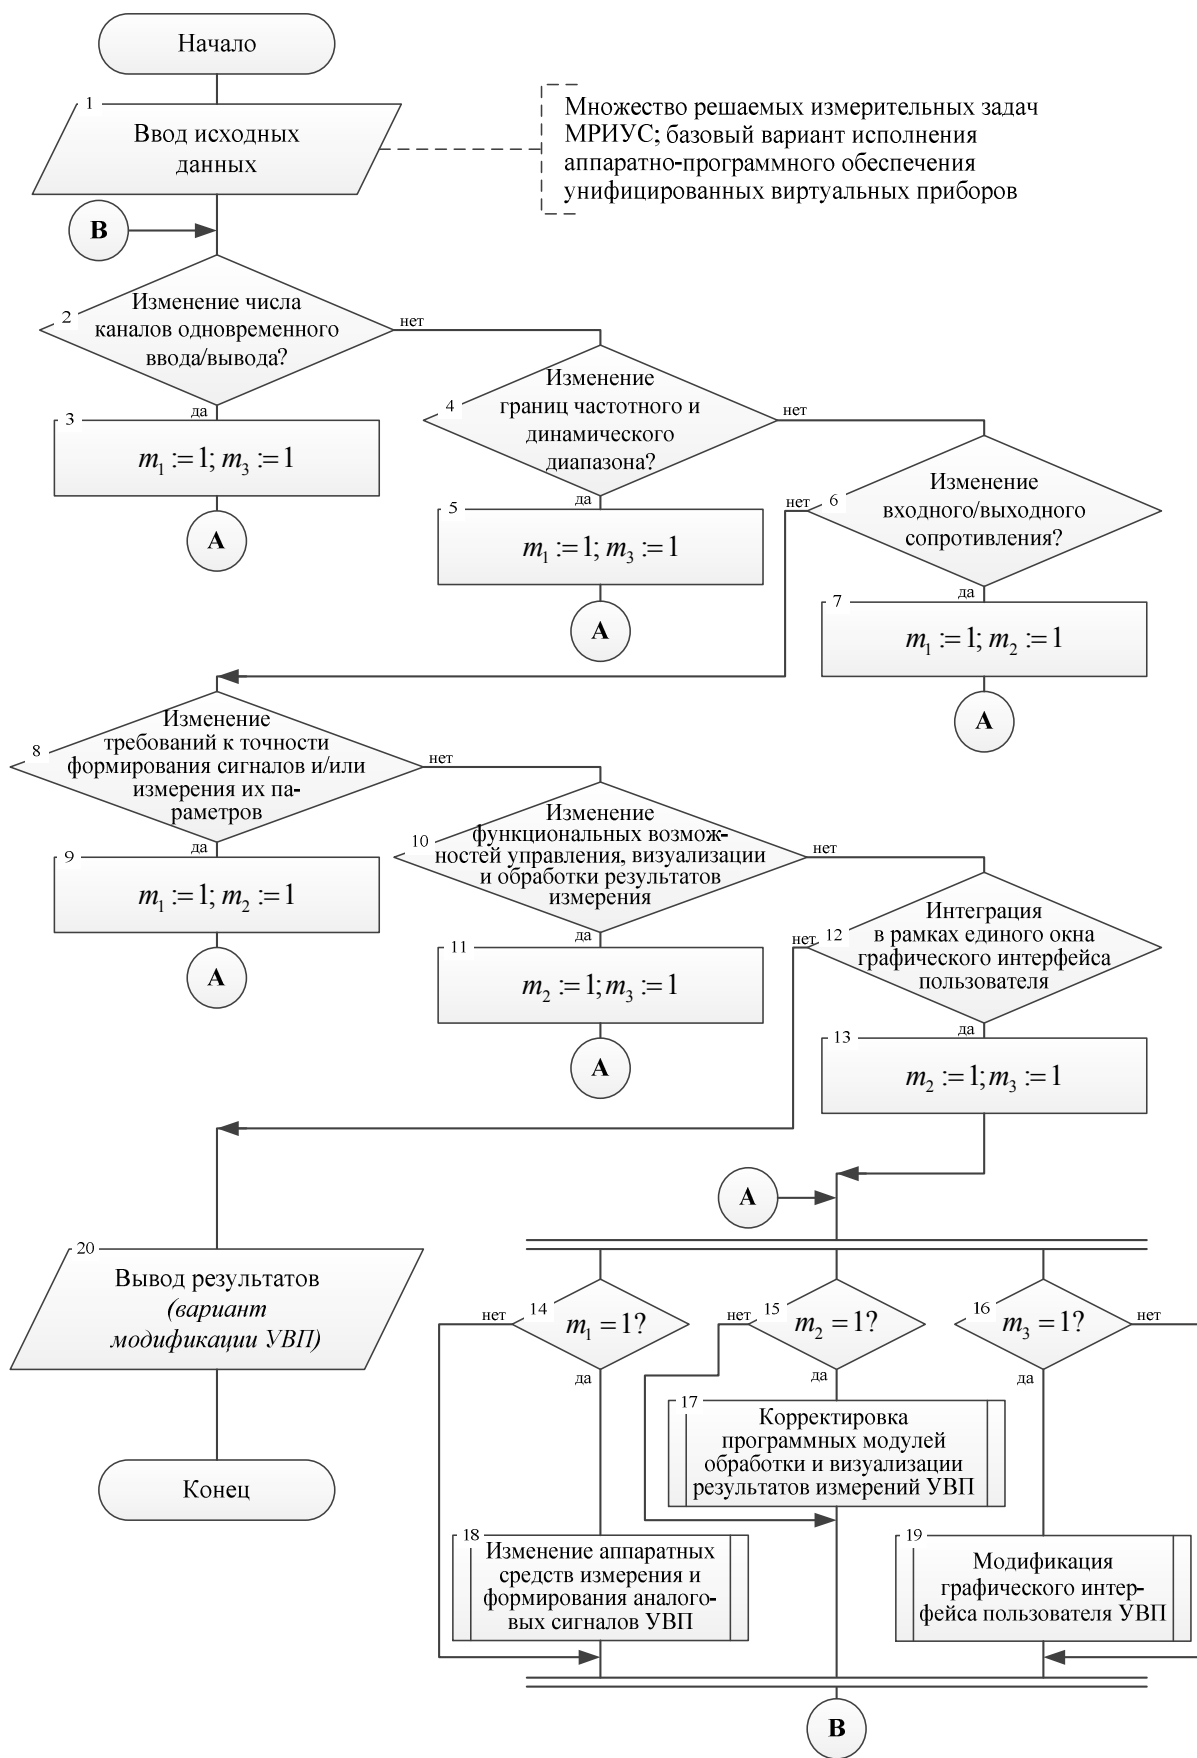 Начало
1
Ввод исходных
данных
Множество решаемых измерительных задач
МРИУС; базовый вариант исполнения
аппаратно-программного обеспечения
унифицированных виртуальных приборов
B
2
Изменение числа
каналов одновременного
ввода/вывода?
нет
да
3
m₁ := 1; m₃ := 1
A
4
Изменение
границ частотного и
динамического
диапазона?
нет
да
5
m₁ := 1; m₃ := 1
A
6
Изменение
входного/выходного
сопротивления?
нет
да
7
m₁ := 1; m₂ := 1
A
8
Изменение
требований к точности
формирования сигналов и/или
измерения их па-
раметров
нет
да
9
m₁ := 1; m₂ := 1
A
10
Изменение
функциональных возмож-
ностей управления, визуализации
и обработки результатов
измерения
нет
да
11
m₂ := 1; m₃ := 1
A
12
Интеграция
в рамках единого окна
графического интерфейса
пользователя
нет
да
13
m₂ := 1; m₃ := 1
A
20
Вывод результатов
(вариант
модификации УВП)
Конец
14
m₁ = 1?
нет
да
15
m₂ = 1?
нет
да
16
m₃ = 1?
нет
да
17
Корректировка
программных модулей
обработки и визуализации
результатов измерений УВП
18
Изменение аппаратных
средств измерения и
формирования аналого-
вых сигналов УВП
19
Модификация
графического интер-
фейса пользователя УВП
B